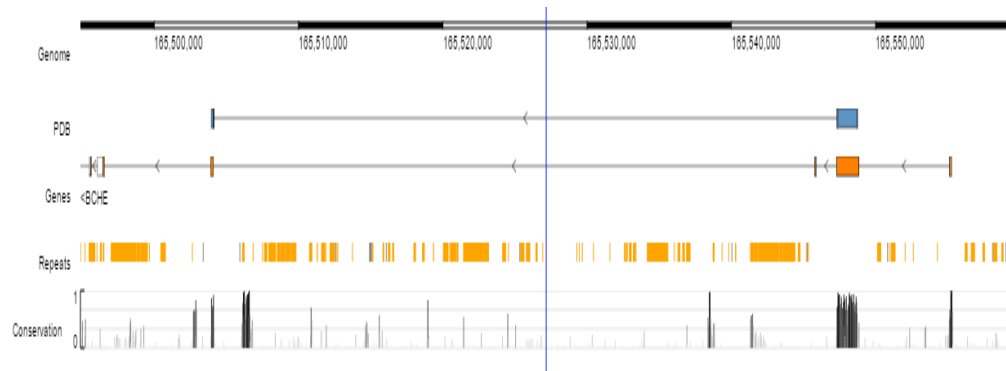 165,500,000 165,510,000 165,520,000 165,530,000 165,540,000 165,550,000
Genome
PDB
Genes
<BCHE
Repeats
1
Conservation
0